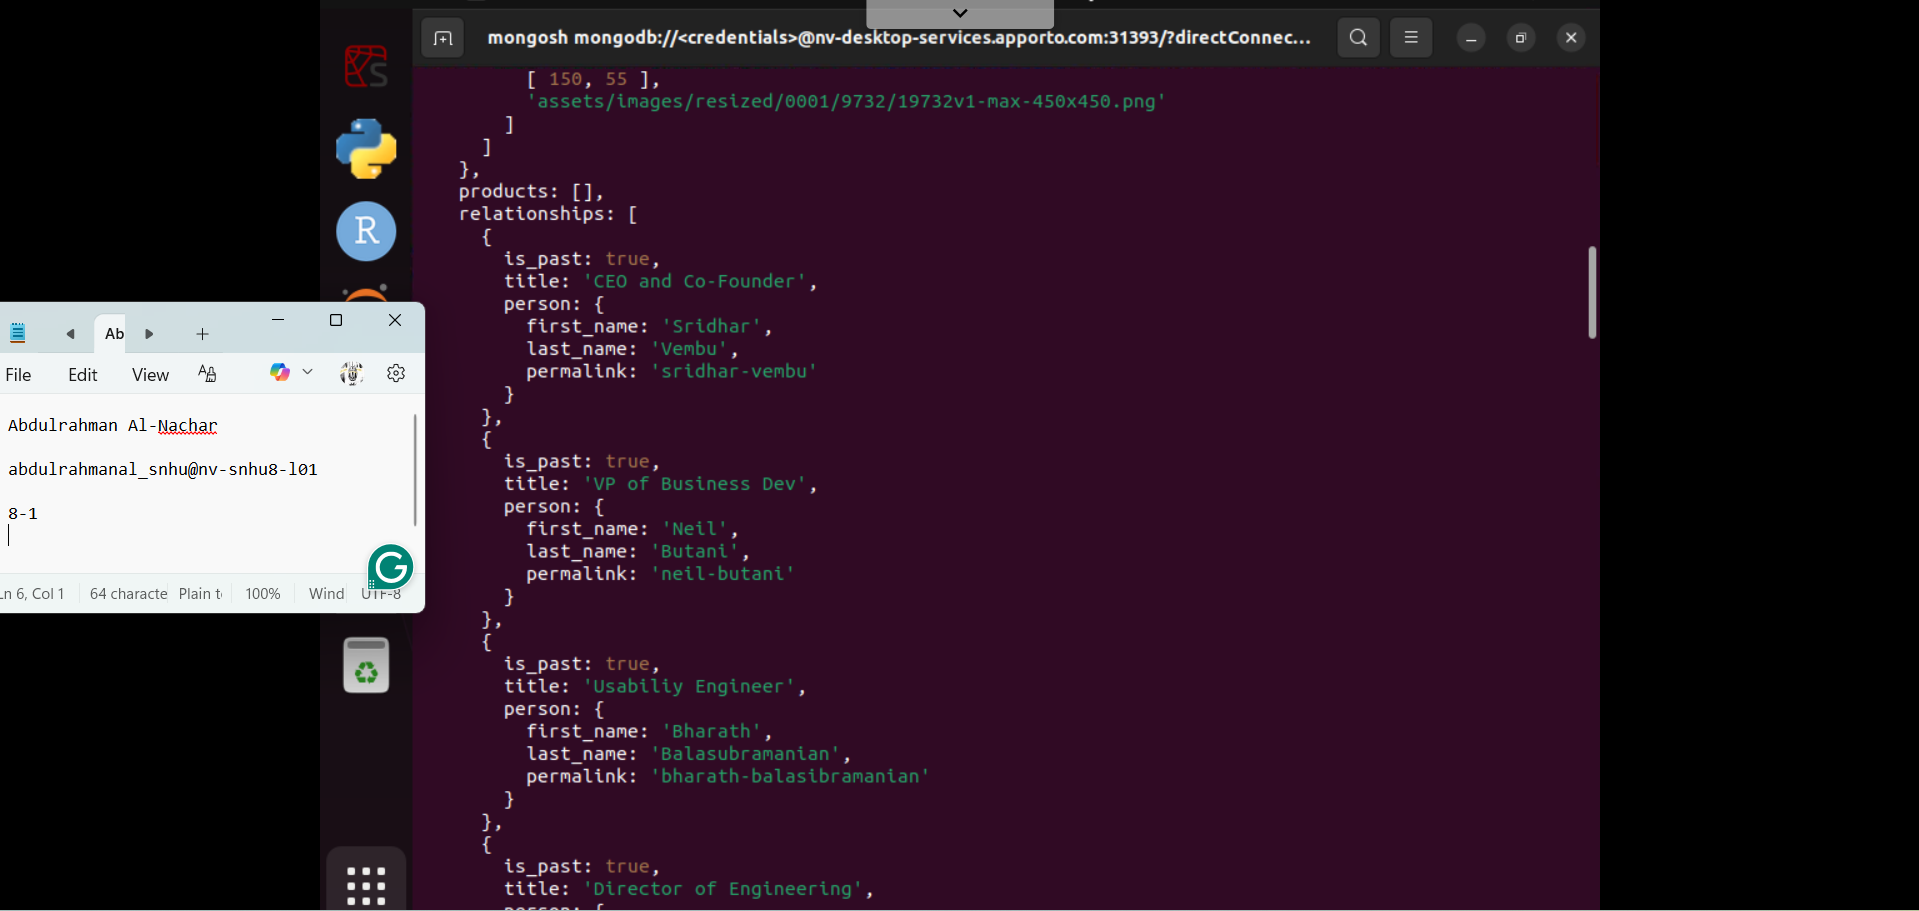 mongosh mongodb://<credentials>@nv-desktop-services.apporto.com:31393/?directConnec...
[ 150, 55 ],
'assets/images/resized/0001/9732/19732v1-max-450x450.png'
]
]
},
products: [],
relationships: [
{
is_past: true,
title: 'CEO and Co-Founder',
person: {
first_name: 'Sridhar',
last_name: 'Vembu',
permalink: 'sridhar-vembu'
}
},
{
is_past: true,
title: 'VP of Business Dev',
person: {
first_name: 'Neil',
last_name: 'Butani',
permalink: 'neil-butani'
}
},
{
is_past: true,
title: 'Usabiliy Engineer',
person: {
first_name: 'Bharath',
last_name: 'Balasubramanian',
permalink: 'bharath-balasibramanian'
}
},
{
is_past: true,
title: 'Director of Engineering',
S
R
Ab
File Edit View
Abdulrahman Al-Nachar
abdulrahmanal_snhu@nv-snhu8-l01
8-1
Ln 6, Col 1 64 characte Plain t 100% Wind UTF-8
G